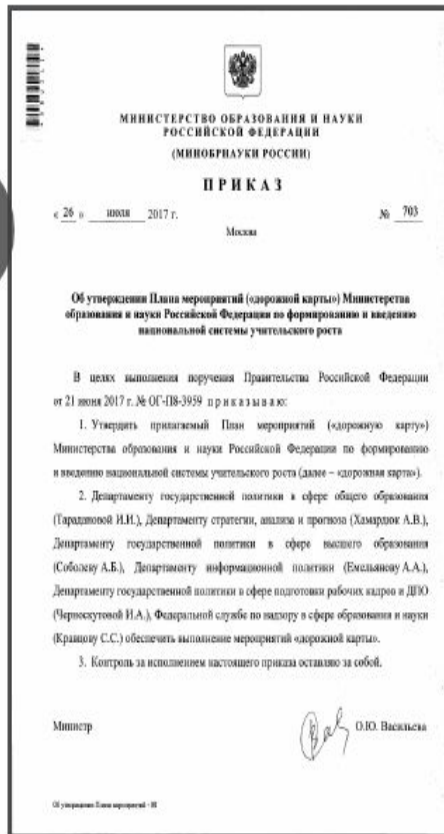 МИНИСТЕРСТВО ОБРАЗОВАНИЯ И НАУКИ
РОССИЙСКОЙ ФЕДЕРАЦИИ
(МИНОБРНАУКИ РОССИИ)
ПРИКАЗ
« 26 » июля 2017 г. № 703
Москва
Об утверждении Плана мероприятий («дорожной карты») Министерства
образования и науки Российской Федерации по формированию и введению
национальной системы учительского роста
В целях выполнения поручения Правительства Российской Федерации
от 21 июня 2017 г. № ОГ-П8-3959 приказываю:
1. Утвердить прилагаемый План мероприятий («дорожную карту»)
Министерства образования и науки Российской Федерации по формированию
и введению национальной системы учительского роста (далее – «дорожная карта»).
2. Департаменту государственной политики в сфере общего образования
(Тарадановой И.И.), Департаменту стратегии, анализа и прогноза (Хамардюк А.В.),
Департаменту государственной политики в сфере высшего образования
(Соболеву А.Б.), Департаменту информационной политики (Емельянову А.А.),
Департаменту государственной политики в сфере подготовки рабочих кадров и ДПО
(Черноскутовой И.А.), Федеральной службе по надзору в сфере образования и науки
(Кравцову С.С.) обеспечить выполнение мероприятий «дорожной карты».
3. Контроль за исполнением настоящего приказа оставляю за собой.
Министр О.Ю. Васильева
Об утверждении Плана мероприятий - 08